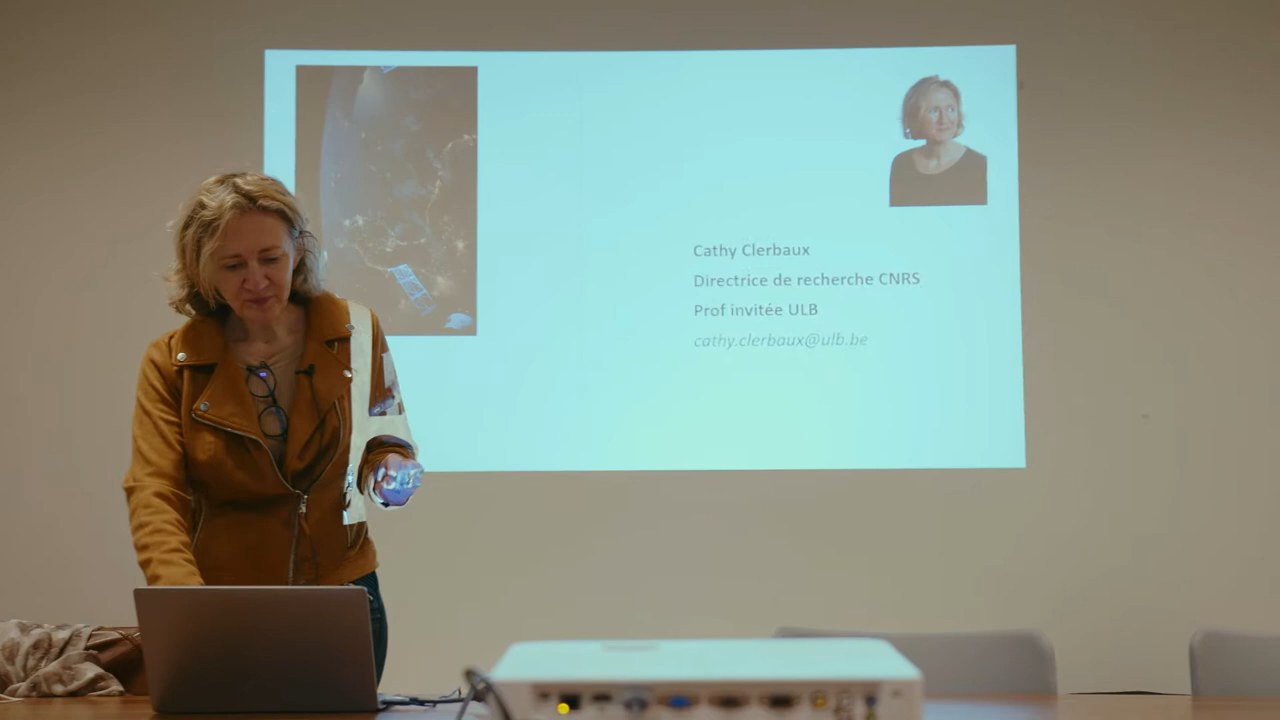 Cathy Clerbaux
Directrice de recherche CNRS
Prof invitée ULB
cathy.clerbaux@ulb.be